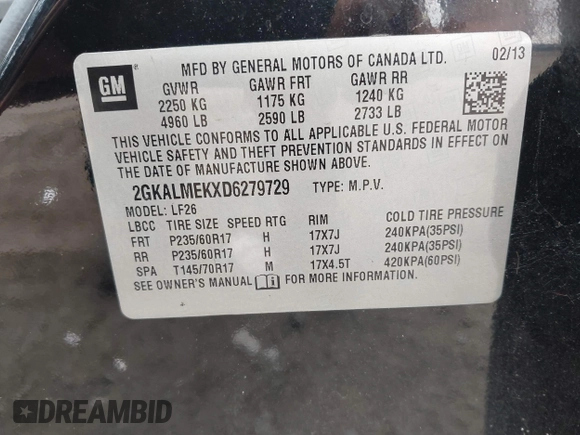 MFD BY GENERAL MOTORS OF CANADA LTD. 02/13
GM
GVWR GAWR FRT GAWR RR
2250 KG 1175 KG 1240 KG
4960 LB 2590 LB 2733 LB
THIS VEHICLE CONFORMS TO ALL APPLICABLE U.S. FEDERAL MOTOR
VEHICLE SAFETY AND THEFT PREVENTION STANDARDS IN EFFECT ON
THE DATE OF MANUFACTURE SHOWN ABOVE.
2GKALMEKXD6279729 TYPE: M.P.V.
MODEL: LF26
LBCC TIRE SIZE SPEED RTG RIM COLD TIRE PRESSURE
FRT P235/60R17 H 17X7J 240KPA(35PSI)
RR P235/60R17 H 17X7J 240KPA(35PSI)
SPA T145/70R17 M 17X4.5T 420KPA(60PSI)
SEE OWNER'S MANUAL FOR MORE INFORMATION.
DREAMBID